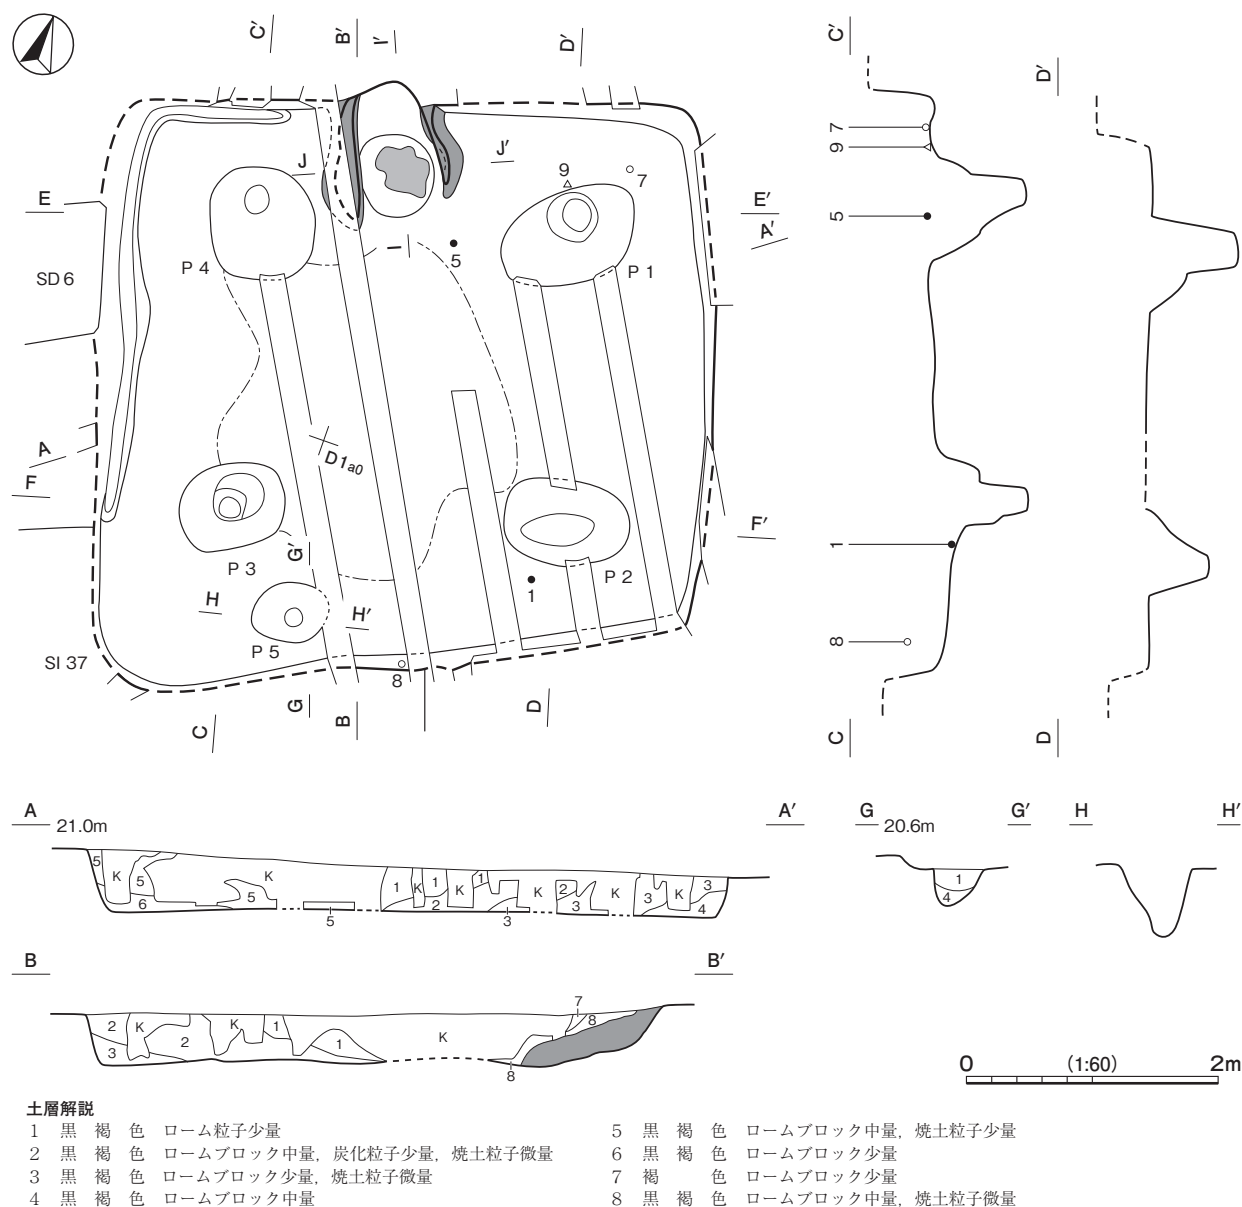 C′
B′
I′
D′
C′
D′
J
J′
9
7
E
E′
A′
P 4
5
P 1
SD 6
I
7
9
5
A
F
D1a0
F′
G′
P 3
P 2
1
H
H′
P 5
SI 37
8
1
8
C
G
B
D
C
D
A
21.0m
A′
G
20.6m
G′
H
H′
5 K 5 6 K 5 5 1 K 1 2 K 1 3 K 2 3 K 3 K 3 4
1
4
B
B′
2 3 K 2 K 1 1 K 8 7 8
0 (1:60) 2m
土層解説
1 黒褐色 ローム粒子少量
2 黒褐色 ロームブロック中量，炭化粒子少量，焼土粒子微量
3 黒褐色 ロームブロック少量，焼土粒子微量
4 黒褐色 ロームブロック中量
5 黒褐色 ロームブロック中量，焼土粒子少量
6 黒褐色 ロームブロック少量
7 褐色 ロームブロック少量
8 黒褐色 ロームブロック中量，焼土粒子微量